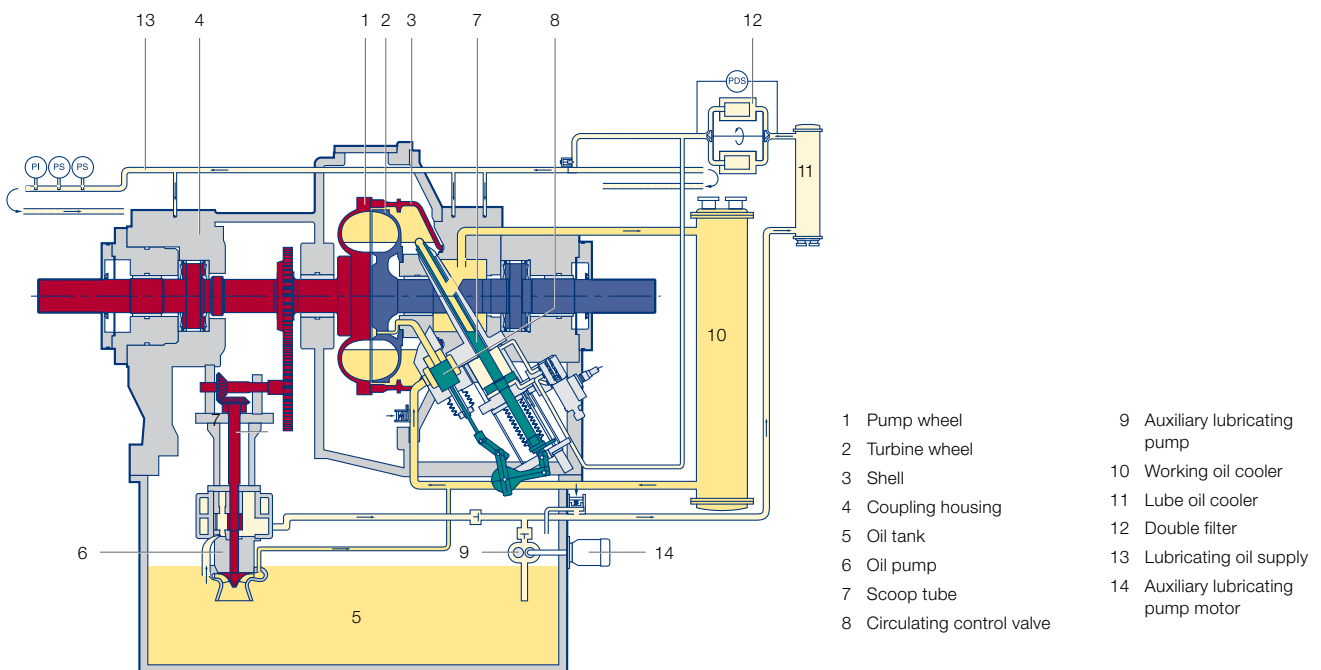 13 4 1 2 3 7 8 12
PDS
PI PS PS
11
10
7
6
9
14
5
1 Pump wheel
2 Turbine wheel
3 Shell
4 Coupling housing
5 Oil tank
6 Oil pump
7 Scoop tube
8 Circulating control valve
9 Auxiliary lubricating
pump
10 Working oil cooler
11 Lube oil cooler
12 Double filter
13 Lubricating oil supply
14 Auxiliary lubricating
pump motor